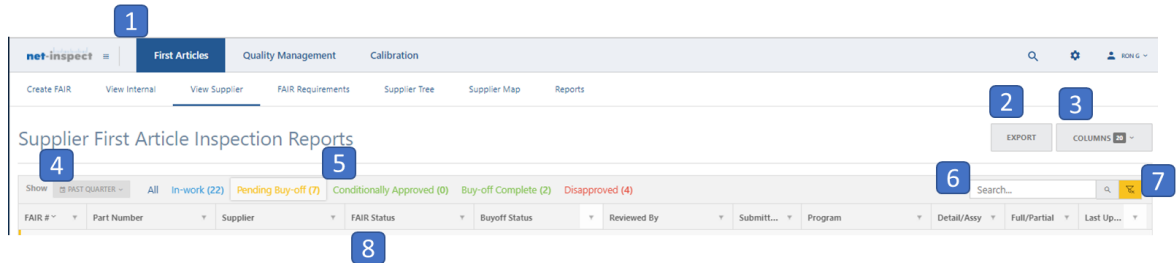 1
net-inspect First Articles Quality Management Calibration RON G
Create FAIR View Internal View Supplier FAIR Requirements Supplier Tree Supplier Map Reports
2 3
Supplier First Article Inspection Reports EXPORT COLUMNS 20
4 5 6 7
Show PAST QUARTER All In-work (22) Pending Buy-off (7) Conditionally Approved (0) Buy-off Complete (2) Disapproved (4) Search...
FAIR # Part Number Supplier FAIR Status Buyoff Status Reviewed By Submitt... Program Detail/Assy Full/Partial Last Up...
8